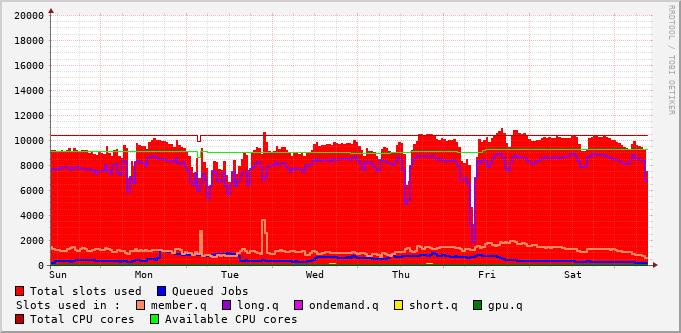 20000
18000
16000
14000
12000
10000
8000
6000
4000
2000
0
Sun Mon Tue Wed Thu Fri Sat
Total slots used Queued Jobs
Slots used in : member.q long.q ondemand.q short.q gpu.q
Total CPU cores Available CPU cores
RRDTOOL / TOBI OETIKER